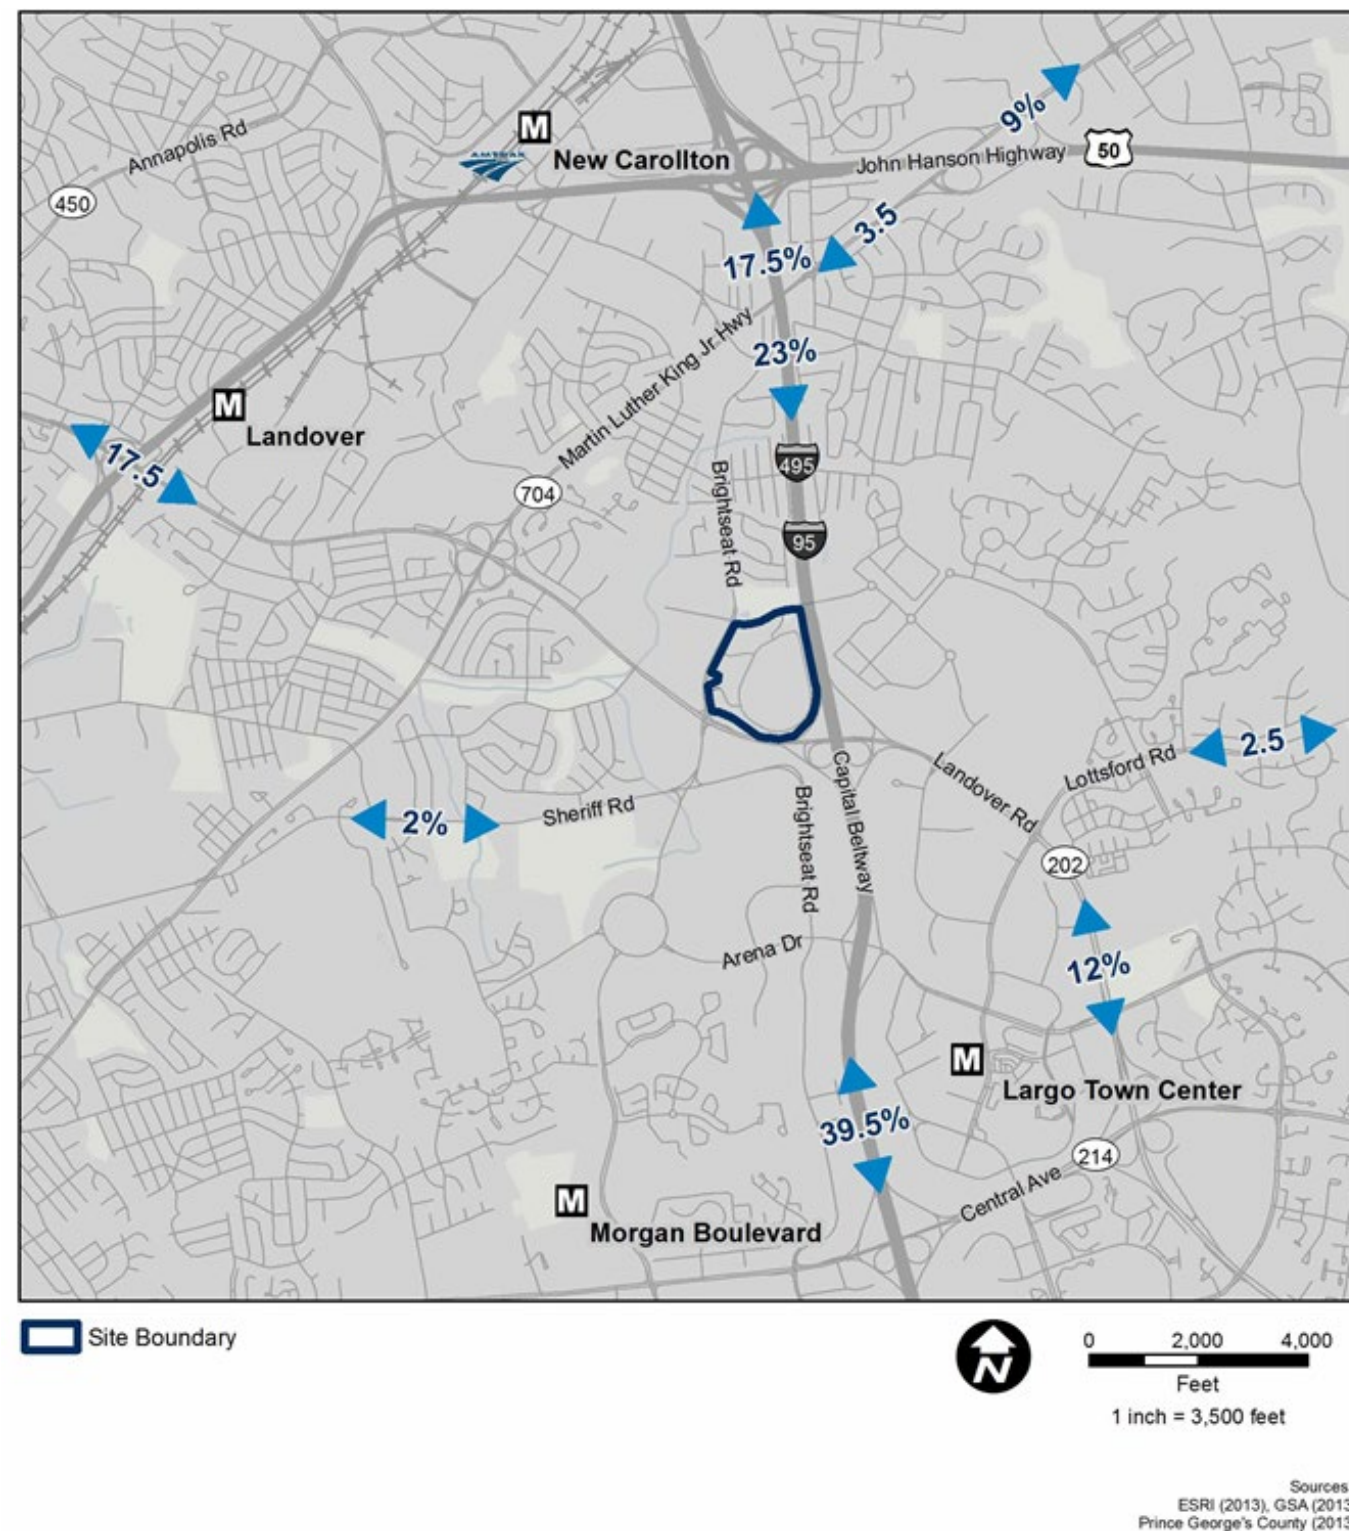 9%
Annapolis Rd
M
New Carollton
AMTRAK
John Hanson Highway
50
450
3.5
17.5%
23%
Martin Luther King Jr Hwy
M
Landover
17.5
704
495
Brightseat Rd
95
Lottsford Rd
2.5
Capital Beltway
Landover Rd
Sheriff Rd
2%
Brightseat Rd
202
Arena Dr
12%
M
Largo Town Center
39.5%
214
Central Ave
M
Morgan Boulevard
Site Boundary
N
0 2,000 4,000
Feet
1 inch = 3,500 feet
Sources
ESRI (2013), GSA (2013
Prince George's County (2013